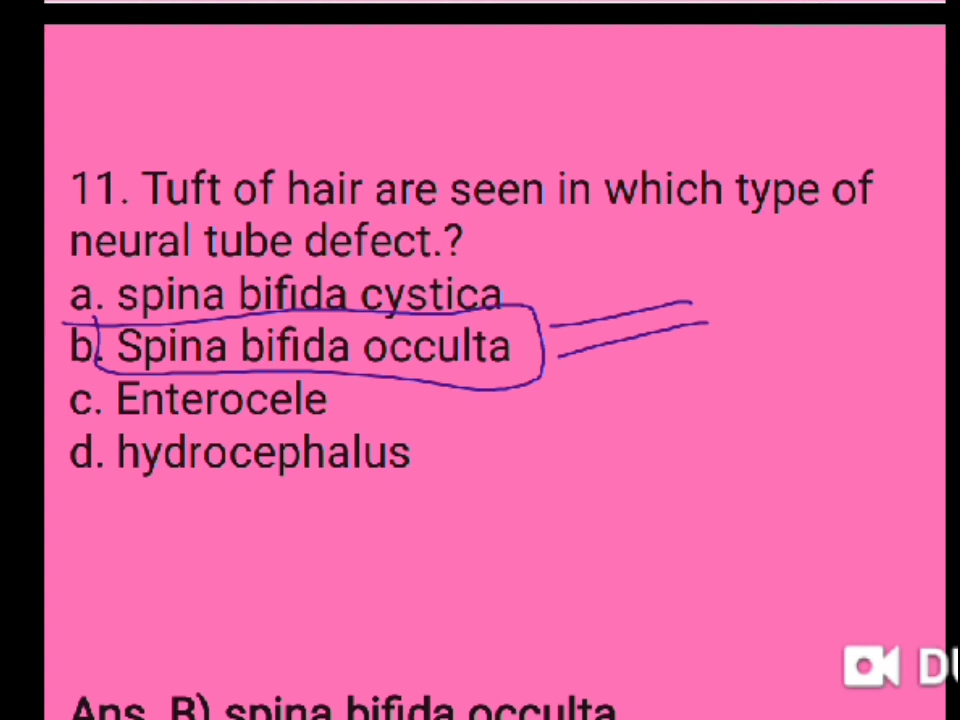 11. Tuft of hair are seen in which type of
neural tube defect.?
a. spina bifida cystica
b. Spina bifida occulta
c. Enterocele
d. hydrocephalus
Ans. B) spina bifida occulta